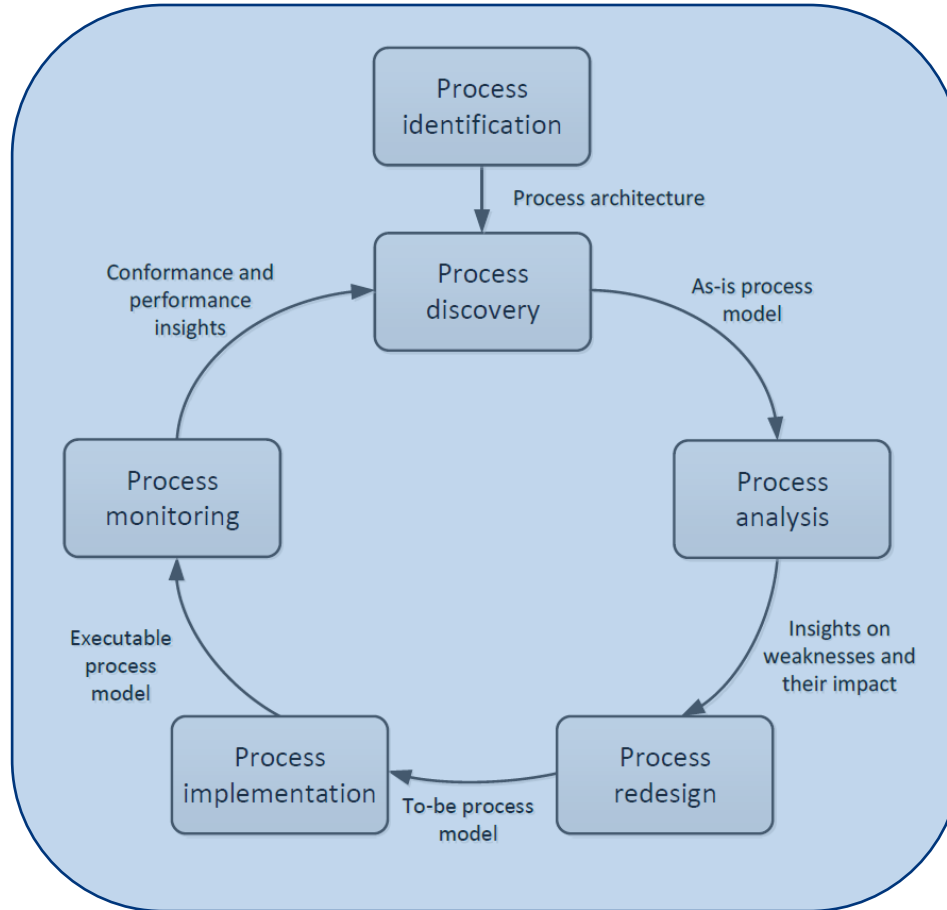 Process
identification
Process architecture
Process
discovery
Conformance and
performance
insights
As-is process
model
Process
monitoring
Process
analysis
Executable
process
model
Insights on
weaknesses and
their impact
Process
implementation
Process
redesign
To-be process
model